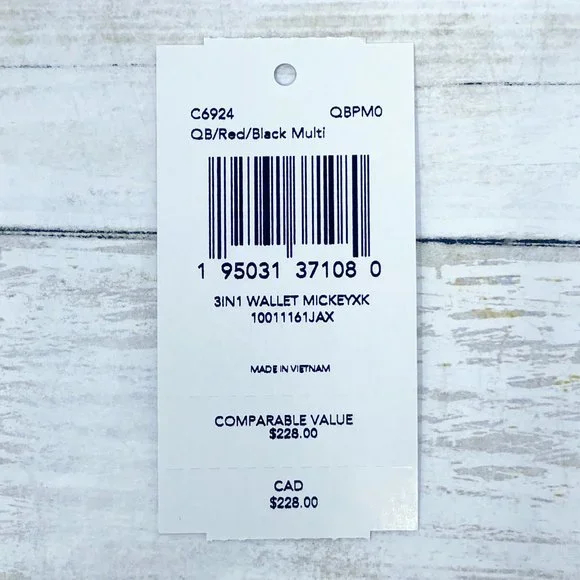 C6924 QBPM0
QB/Red/Black Multi
1 95031 37108 0
3IN1 WALLET MICKEYXK
10011161JAX
MADE IN VIETNAM
COMPARABLE VALUE
$228.00
CAD
$228.00